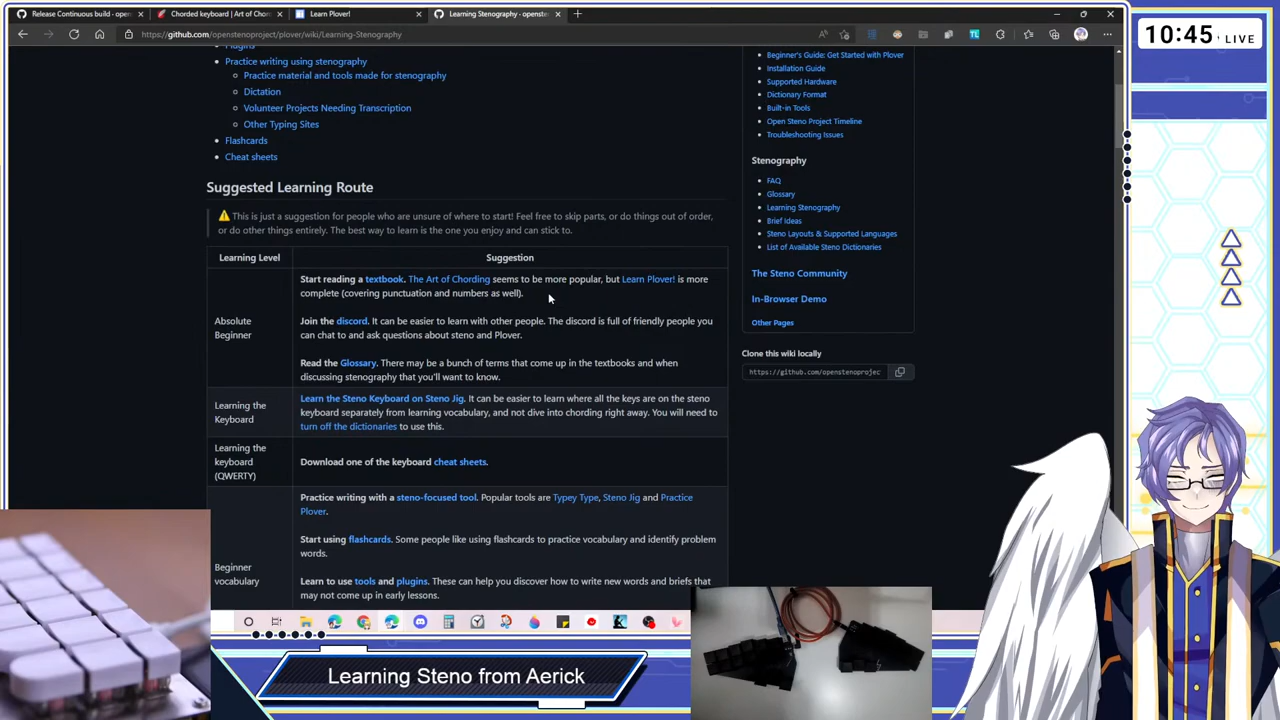 Release Continuous build · open
Chorded keyboard | Art of Chord
Learn Plover!
Learning Stenography · opensten
10:45 LIVE
https://github.com/openstenoproject/plover/wiki/Learning-Stenography
Plugins
Practice writing using stenography
Practice material and tools made for stenography
Dictation
Volunteer Projects Needing Transcription
Other Typing Sites
Flashcards
Cheat sheets
Suggested Learning Route
This is just a suggestion for people who are unsure of where to start! Feel free to skip parts, or do things out of order,
or do other things entirely. The best way to learn is the one you enjoy and can stick to.
Learning Level
Suggestion
Absolute
Beginner
Start reading a textbook. The Art of Chording seems to be more popular, but Learn Plover! is more
complete (covering punctuation and numbers as well).
Join the discord. It can be easier to learn with other people. The discord is full of friendly people you
can chat to and ask questions about steno and Plover.
Read the Glossary. There may be a bunch of terms that come up in the textbooks and when
discussing stenography that you'll want to know.
Learning the
Keyboard
Learn the Steno Keyboard on Steno Jig. It can be easier to learn where all the keys are on the steno
keyboard separately from learning vocabulary, and not dive into chording right away. You will need to
turn off the dictionaries to use this.
Learning the
keyboard
(QWERTY)
Download one of the keyboard cheat sheets.
Beginner
vocabulary
Practice writing with a steno-focused tool. Popular tools are Typey Type, Steno Jig and Practice
Plover.
Start using flashcards. Some people like using flashcards to practice vocabulary and identify problem
words.
Learn to use tools and plugins. These can help you discover how to write new words and briefs that
may not come up in early lessons.
Beginner's Guide: Get Started with Plover
Installation Guide
Supported Hardware
Dictionary Format
Built-in Tools
Open Steno Project Timeline
Troubleshooting Issues
Stenography
FAQ
Glossary
Learning Stenography
Brief Ideas
Steno Layouts & Supported Languages
List of Available Steno Dictionaries
The Steno Community
In-Browser Demo
Other Pages
Clone this wiki locally
https://github.com/openstenoprojec
Learning Steno from Aerick